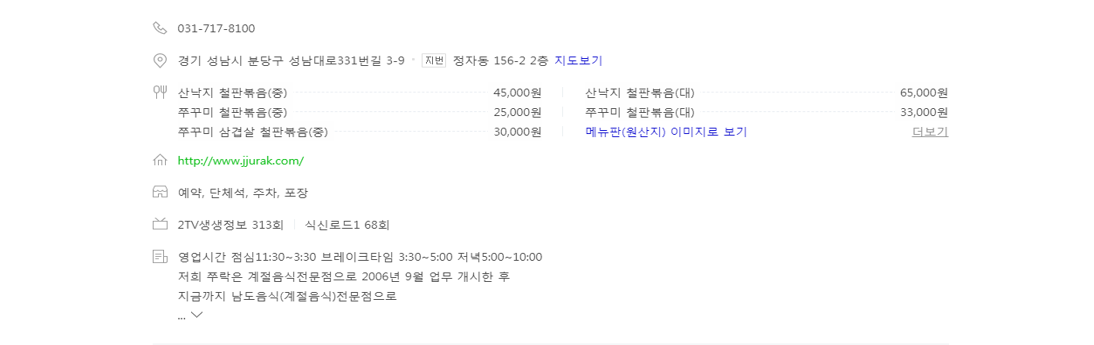 031-717-8100
경기 성남시 분당구 성남대로331번길 3-9 지번 정자동 156-2 2층 지도보기
산낙지 철판볶음(중) 45,000원 산낙지 철판볶음(대) 65,000원
쭈꾸미 철판볶음(중) 25,000원 쭈꾸미 철판볶음(대) 33,000원
쭈꾸미 삼겹살 철판볶음(중) 30,000원 메뉴판(원산지) 이미지로 보기 더보기
http://www.jjurak.com/
예약, 단체석, 주차, 포장
2TV생생정보 313회 식신로드1 68회
영업시간 점심11:30~3:30 브레이크타임 3:30~5:00 저녁5:00~10:00
저희 쭈락은 계절음식전문점으로 2006년 9월 업무 개시한 후
지금까지 남도음식(계절음식)전문점으로
...